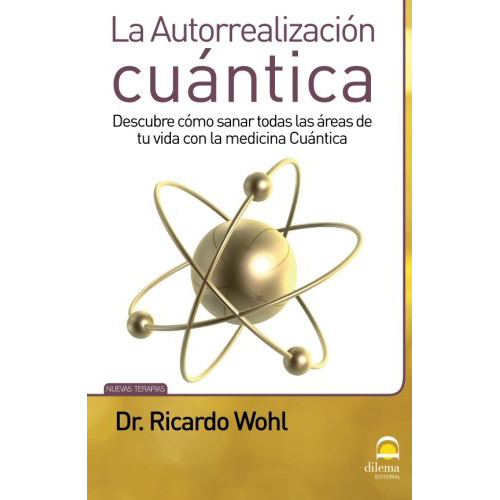 La Autorrealización
cuántica
Descubre cómo sanar todas las áreas de
tu vida con la medicina Cuántica
NUEVAS TERAPIAS
Dr. Ricardo Wohl
dilema
EDITORIAL